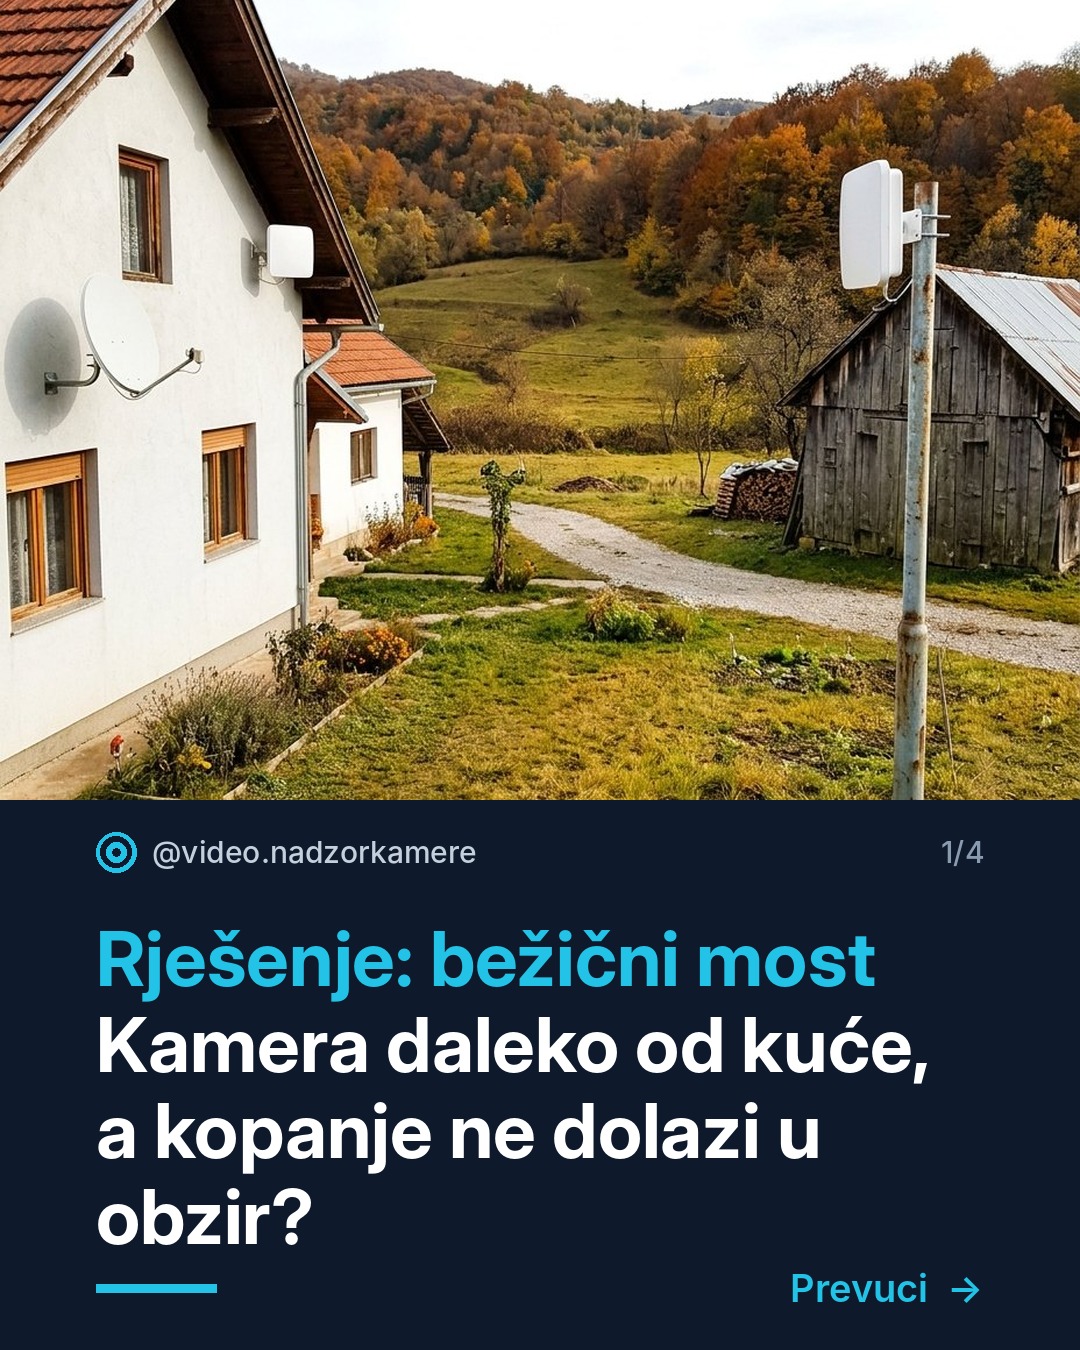 @video.nadzorkamere
1/4
Rješenje: bežični most
Kamera daleko od kuće,
a kopanje ne dolazi u
obzir?
Prevuci →